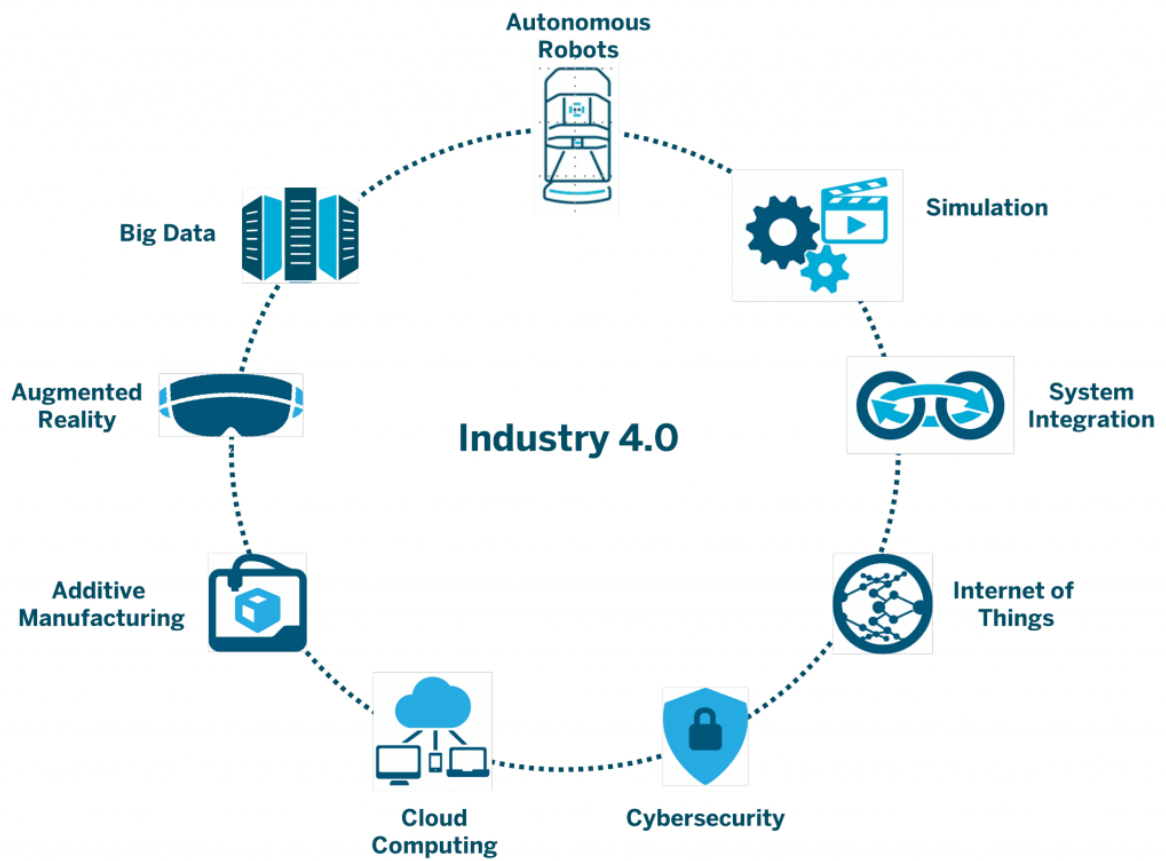 Autonomous
Robots
Simulation
Big Data
System
Integration
Augmented
Reality
Industry 4.0
Internet of
Things
Additive
Manufacturing
Cybersecurity
Cloud
Computing